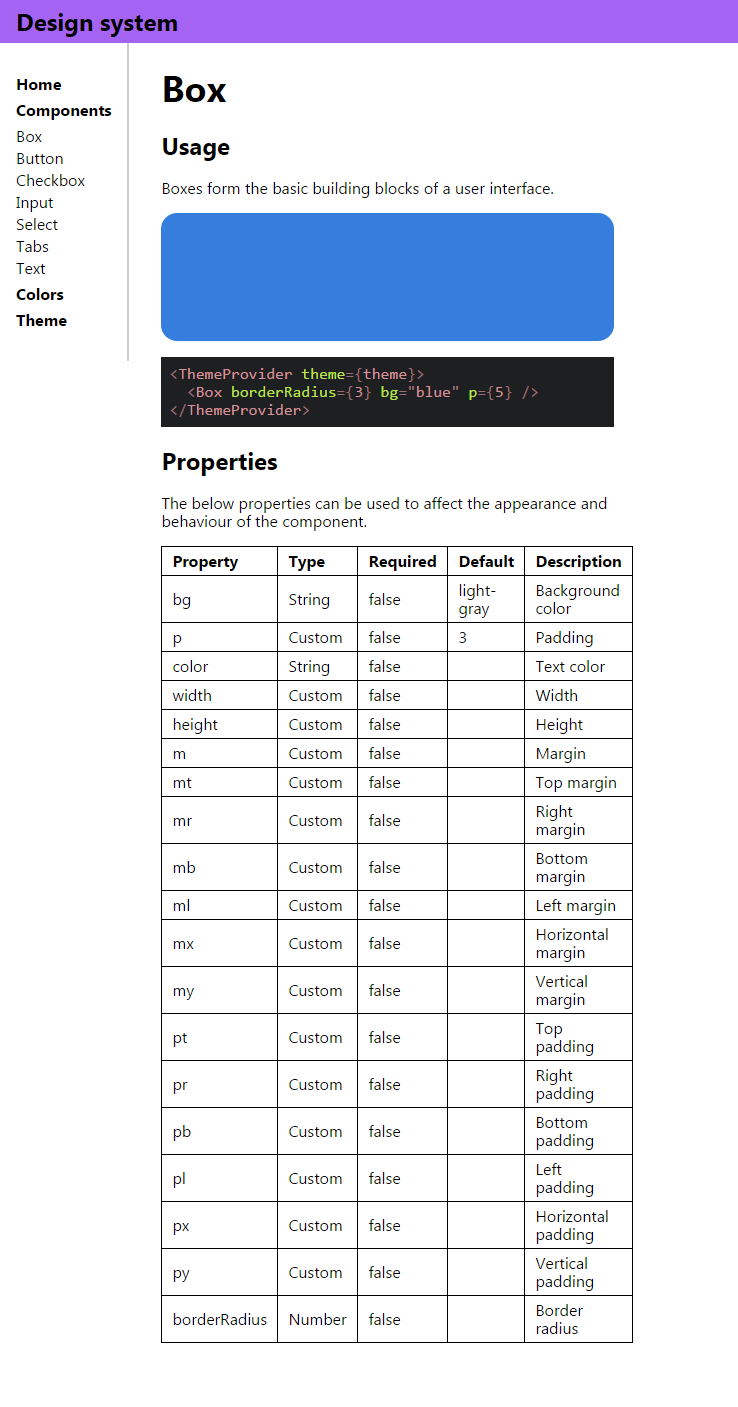 Design system
Home
Components
Box
Button
Checkbox
Input
Select
Tabs
Text
Colors
Theme
Box
Usage
Boxes form the basic building blocks of a user interface.
<ThemeProvider theme={theme}>
<Box borderRadius={3} bg="blue" p={5} />
</ThemeProvider>
Properties
The below properties can be used to affect the appearance and
behaviour of the component.
Property Type Required Default Description
bg String false light-gray Background color
p Custom false 3 Padding
color String false Text color
width Custom false Width
height Custom false Height
m Custom false Margin
mt Custom false Top margin
mr Custom false Right margin
mb Custom false Bottom margin
ml Custom false Left margin
mx Custom false Horizontal margin
my Custom false Vertical margin
pt Custom false Top padding
pr Custom false Right padding
pb Custom false Bottom padding
pl Custom false Left padding
px Custom false Horizontal padding
py Custom false Vertical padding
borderRadius Number false Border radius